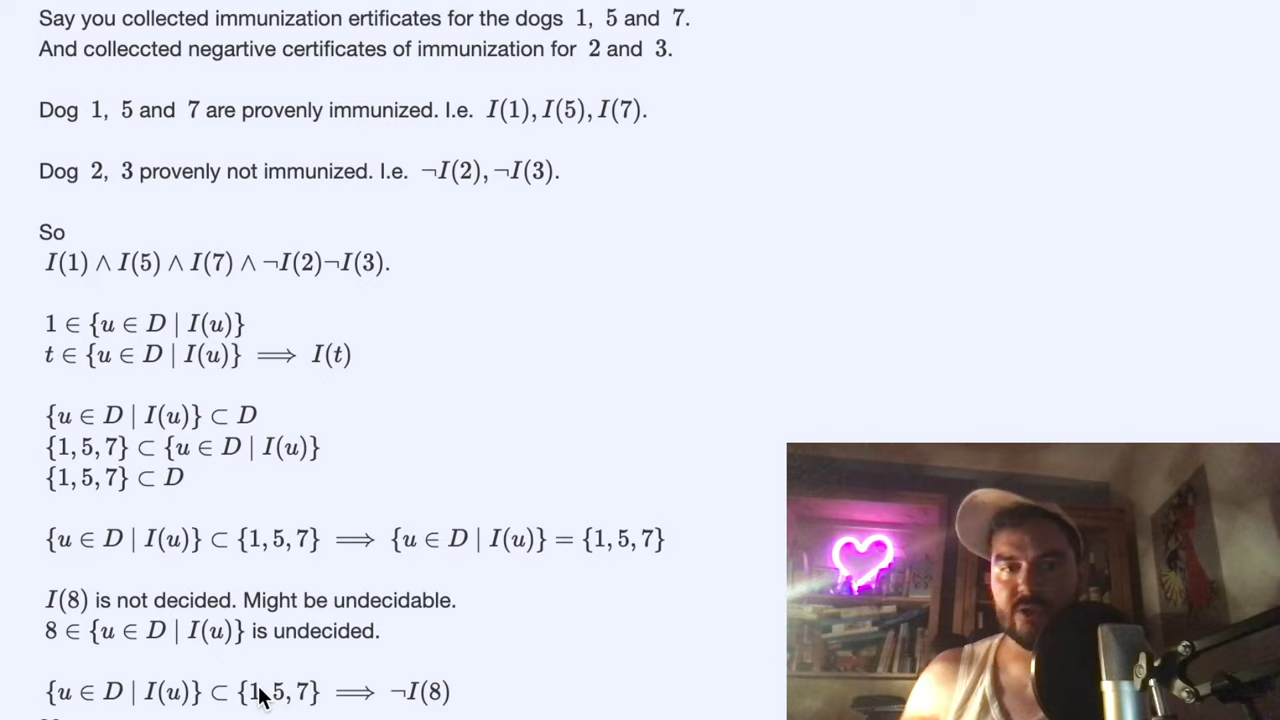 Say you collected immunization ertificates for the dogs 1, 5 and 7.
And colleccted negartive certificates of immunization for 2 and 3.
Dog 1, 5 and 7 are provenly immunized. I.e. I(1), I(5), I(7).
Dog 2, 3 provenly not immunized. I.e. ¬I(2), ¬I(3).
So
I(1) ∧ I(5) ∧ I(7) ∧ ¬I(2)¬I(3).
1 ∈ {u ∈ D | I(u)}
t ∈ {u ∈ D | I(u)} ⟹ I(t)
{u ∈ D | I(u)} ⊂ D
{1, 5, 7} ⊂ {u ∈ D | I(u)}
{1, 5, 7} ⊂ D
{u ∈ D | I(u)} ⊂ {1, 5, 7} ⟹ {u ∈ D | I(u)} = {1, 5, 7}
I(8) is not decided. Might be undecidable.
8 ∈ {u ∈ D | I(u)} is undecided.
{u ∈ D | I(u)} ⊂ {1, 5, 7} ⟹ ¬I(8)